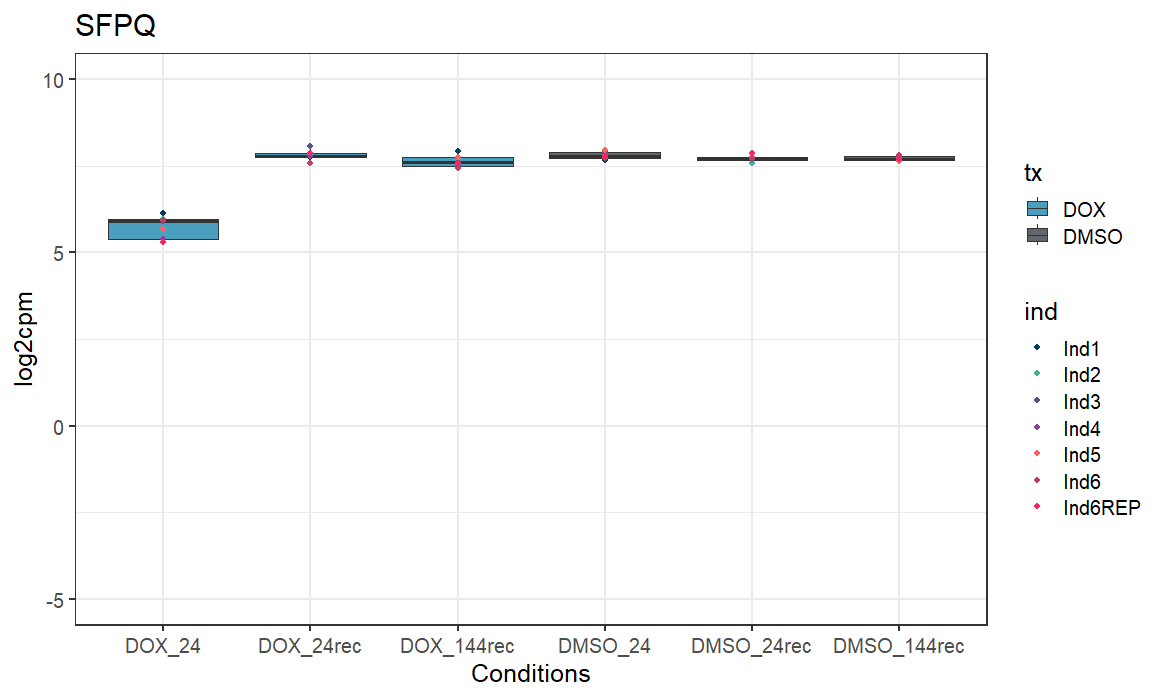 SFPQ
10
5
0
-5
log2cpm
DOX_24 DOX_24rec DOX_144rec DMSO_24 DMSO_24rec DMSO_144rec
Conditions
tx
DOX
DMSO
ind
Ind1
Ind2
Ind3
Ind4
Ind5
Ind6
Ind6REP